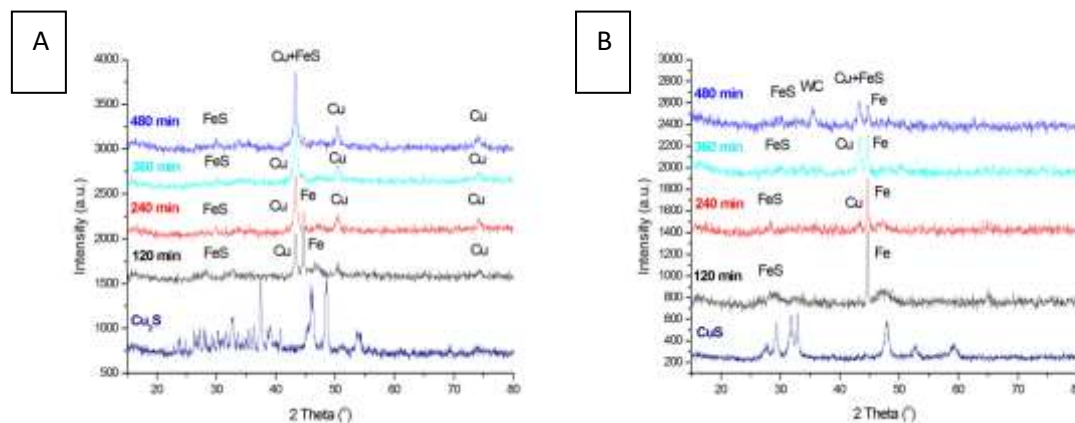 A
Cu+FeS
480 min
FeS
Cu
Cu
360 min
FeS
Cu
Cu
Cu
240 min
FeS
Cu
Fe
Cu
Cu
120 min
FeS
Cu
Fe
Cu
Cu
Cu2S
4000
3500
3000
2500
2000
1500
1000
500
Intensity (a.u.)
20
30
40
50
60
70
80
2 Theta (°)
B
Cu+FeS
480 min
FeS
WC
Fe
360 min
FeS
Cu
Fe
240 min
FeS
Cu
Fe
120 min
FeS
Fe
CuS
3000
2800
2600
2400
2200
2000
1800
1600
1400
1200
1000
800
600
400
200
Intensity (a.u.)
20
30
40
50
60
70
80
2 Theta (°)